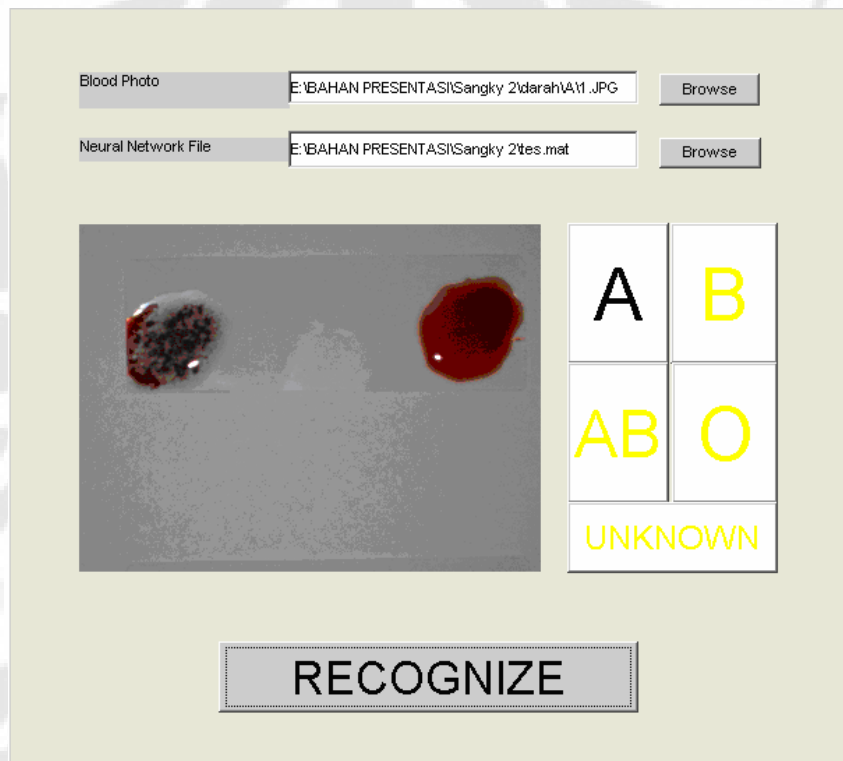 Blood Photo
E:\BAHAN PRESENTASI\Sangky 2\darah\A\1.JPG
Browse
Neural Network File
E:\BAHAN PRESENTASI\Sangky 2\tes.mat
Browse
A B
AB O
UNKNOWN
RECOGNIZE